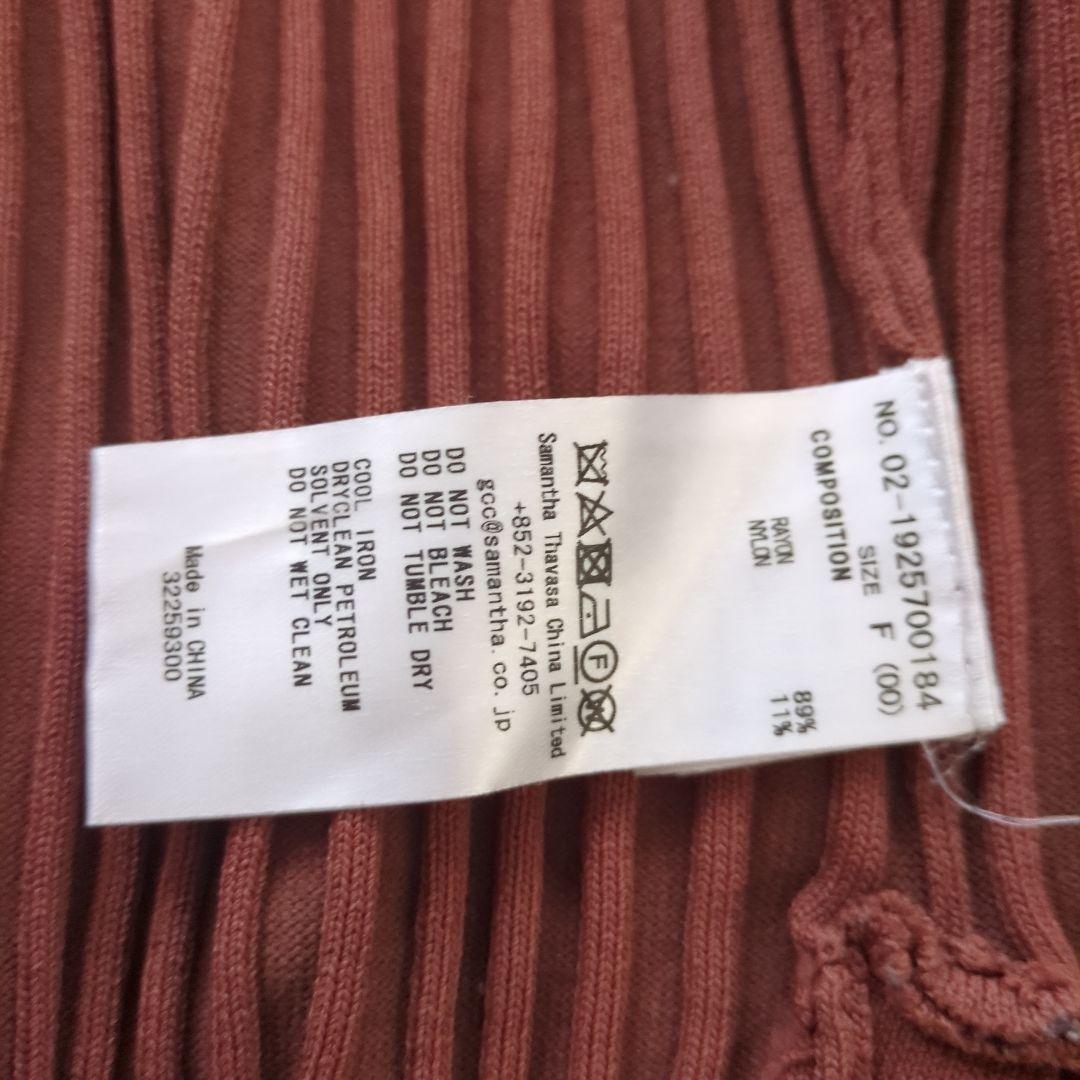 NO. 02-1925700184
SIZE F (00)
COMPOSITION
RAYON 89%
NYLON 11%
F
Samantha Thavasa China Limited
+852-3192-7405
gcc@samantha.co.jp
DO NOT WASH
DO NOT BLEACH
DO NOT TUMBLE DRY
COOL IRON
DRYCLEAN PETROLEUM
SOLVENT ONLY
DO NOT WET CLEAN
Made in CHINA
32259300